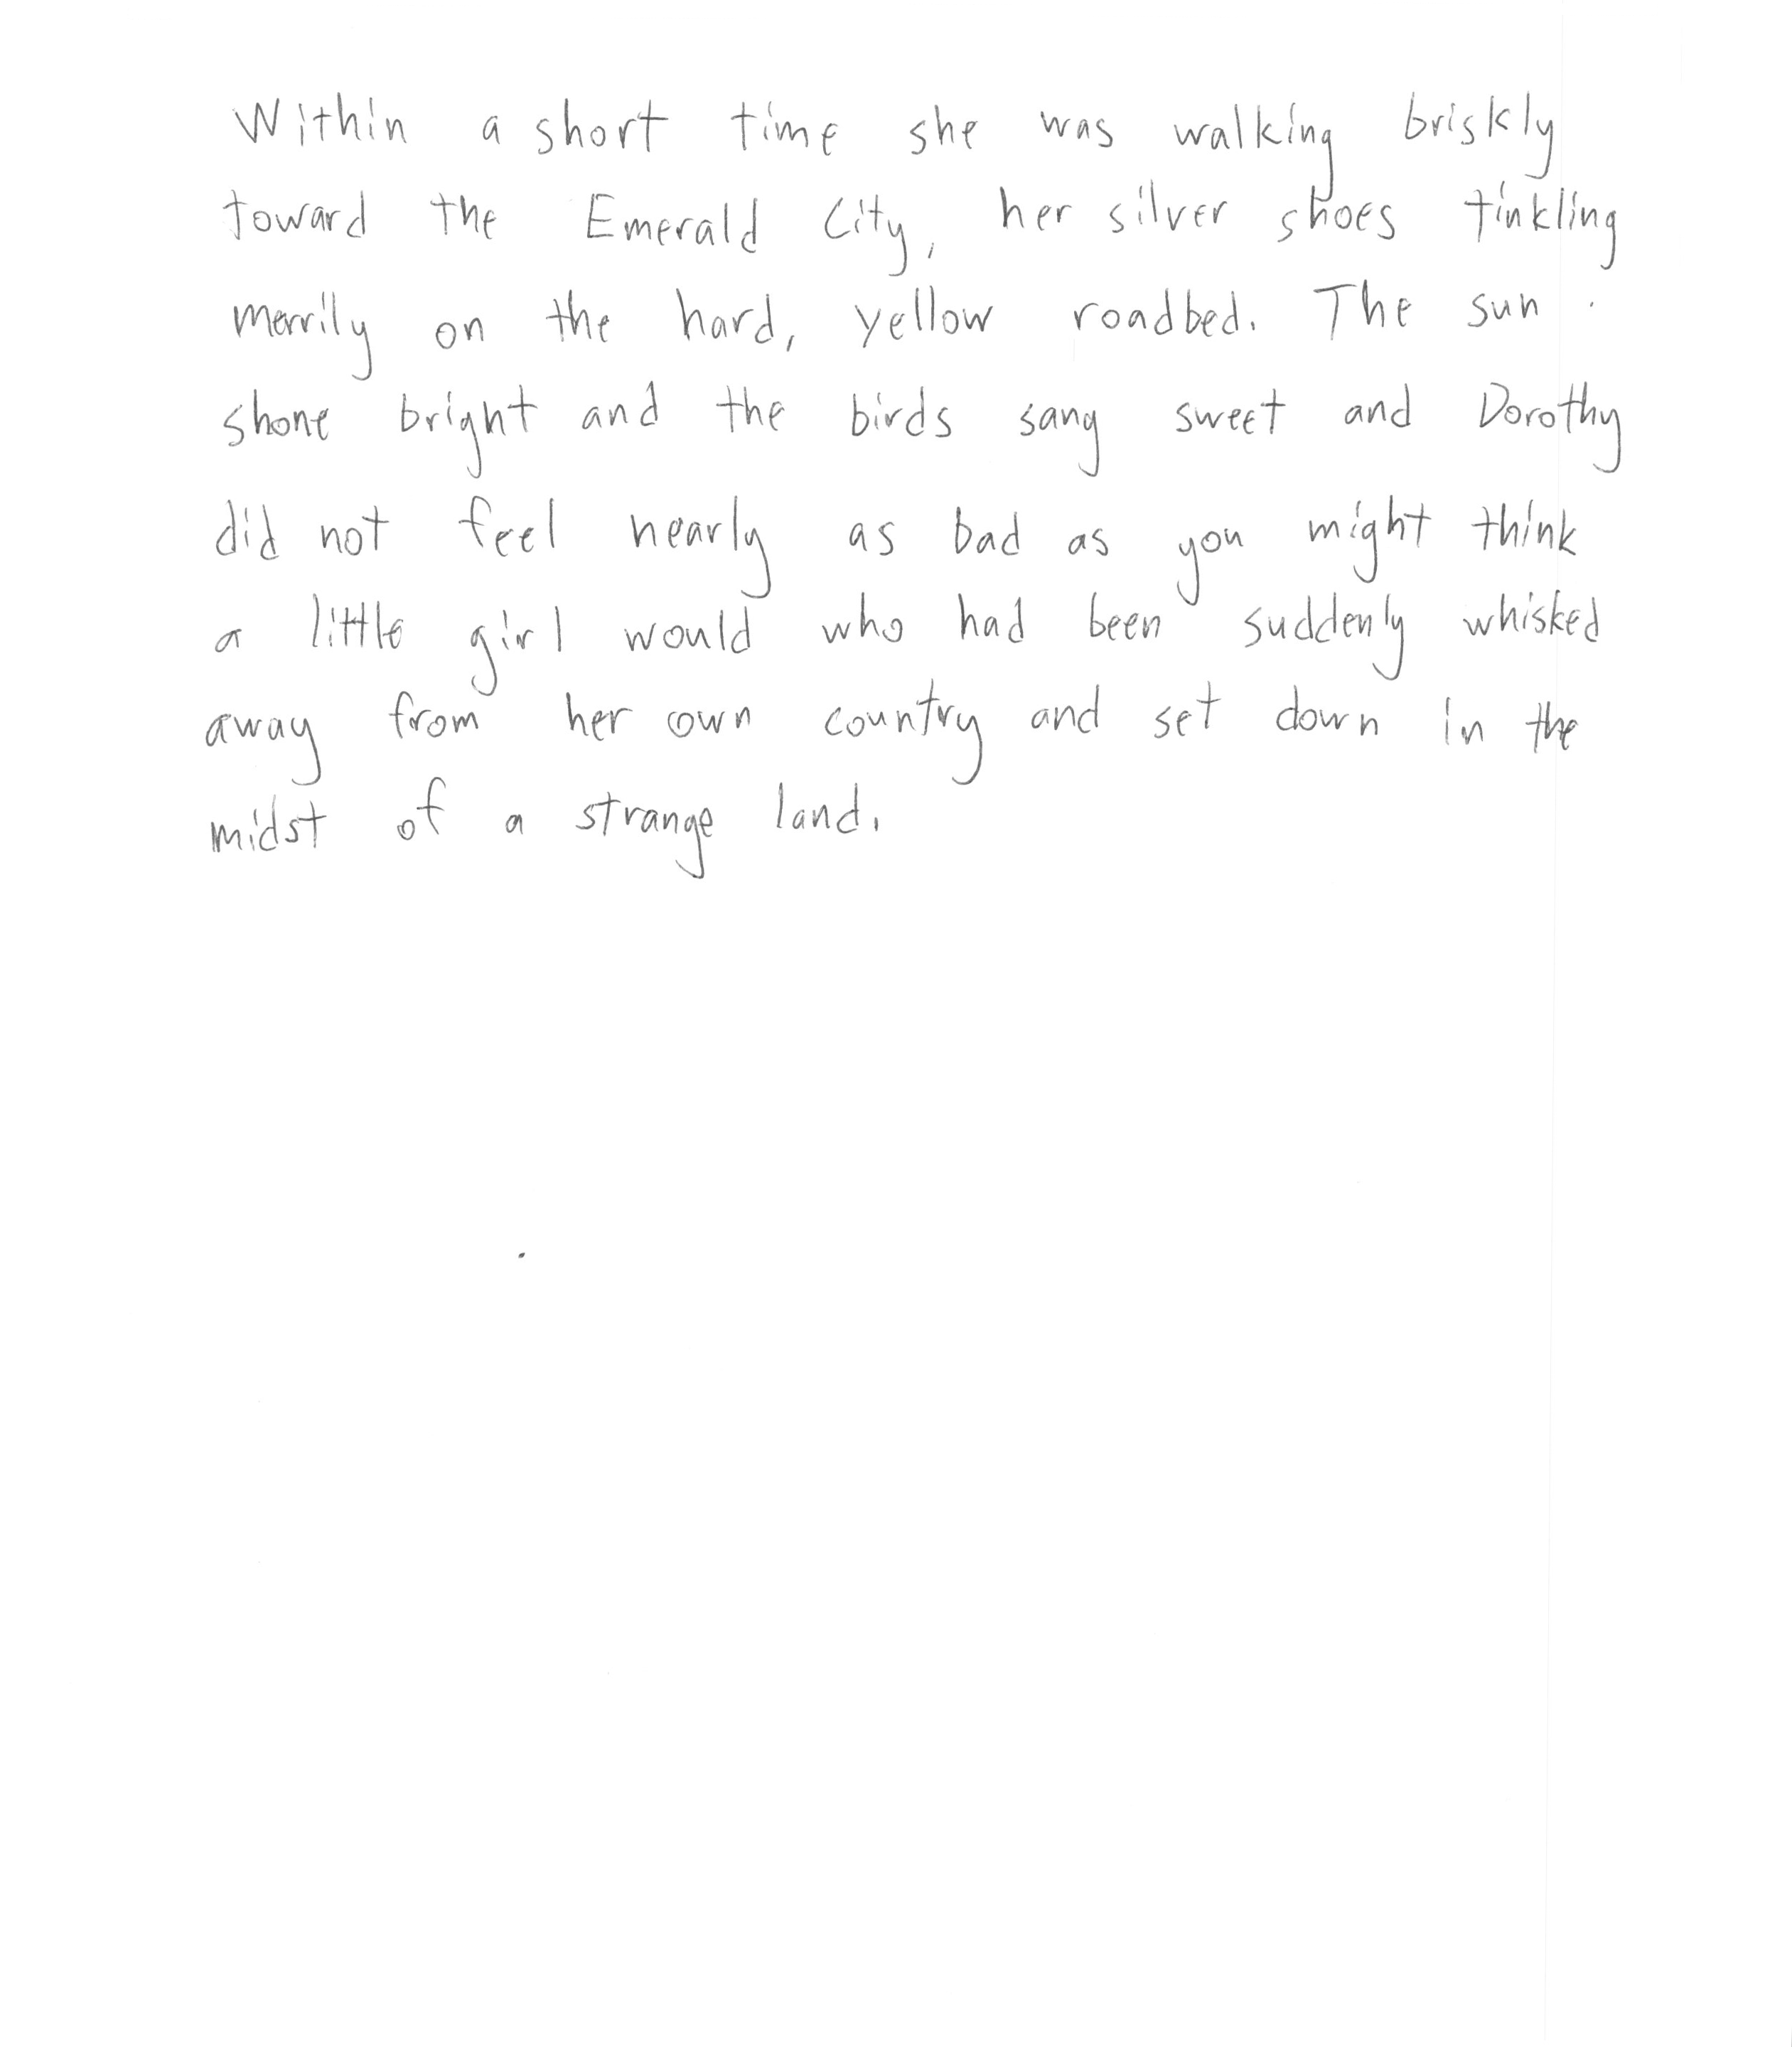 Within a short time she was walking briskly
toward the Emerald City, her silver shoes tinkling
merrily on the hard, yellow roadbed. The sun
shone bright and the birds sang sweet and Dorothy
did not feel nearly as bad as you might think
a little girl would who had been suddenly whisked
away from her own country and set down in the
midst of a strange land.